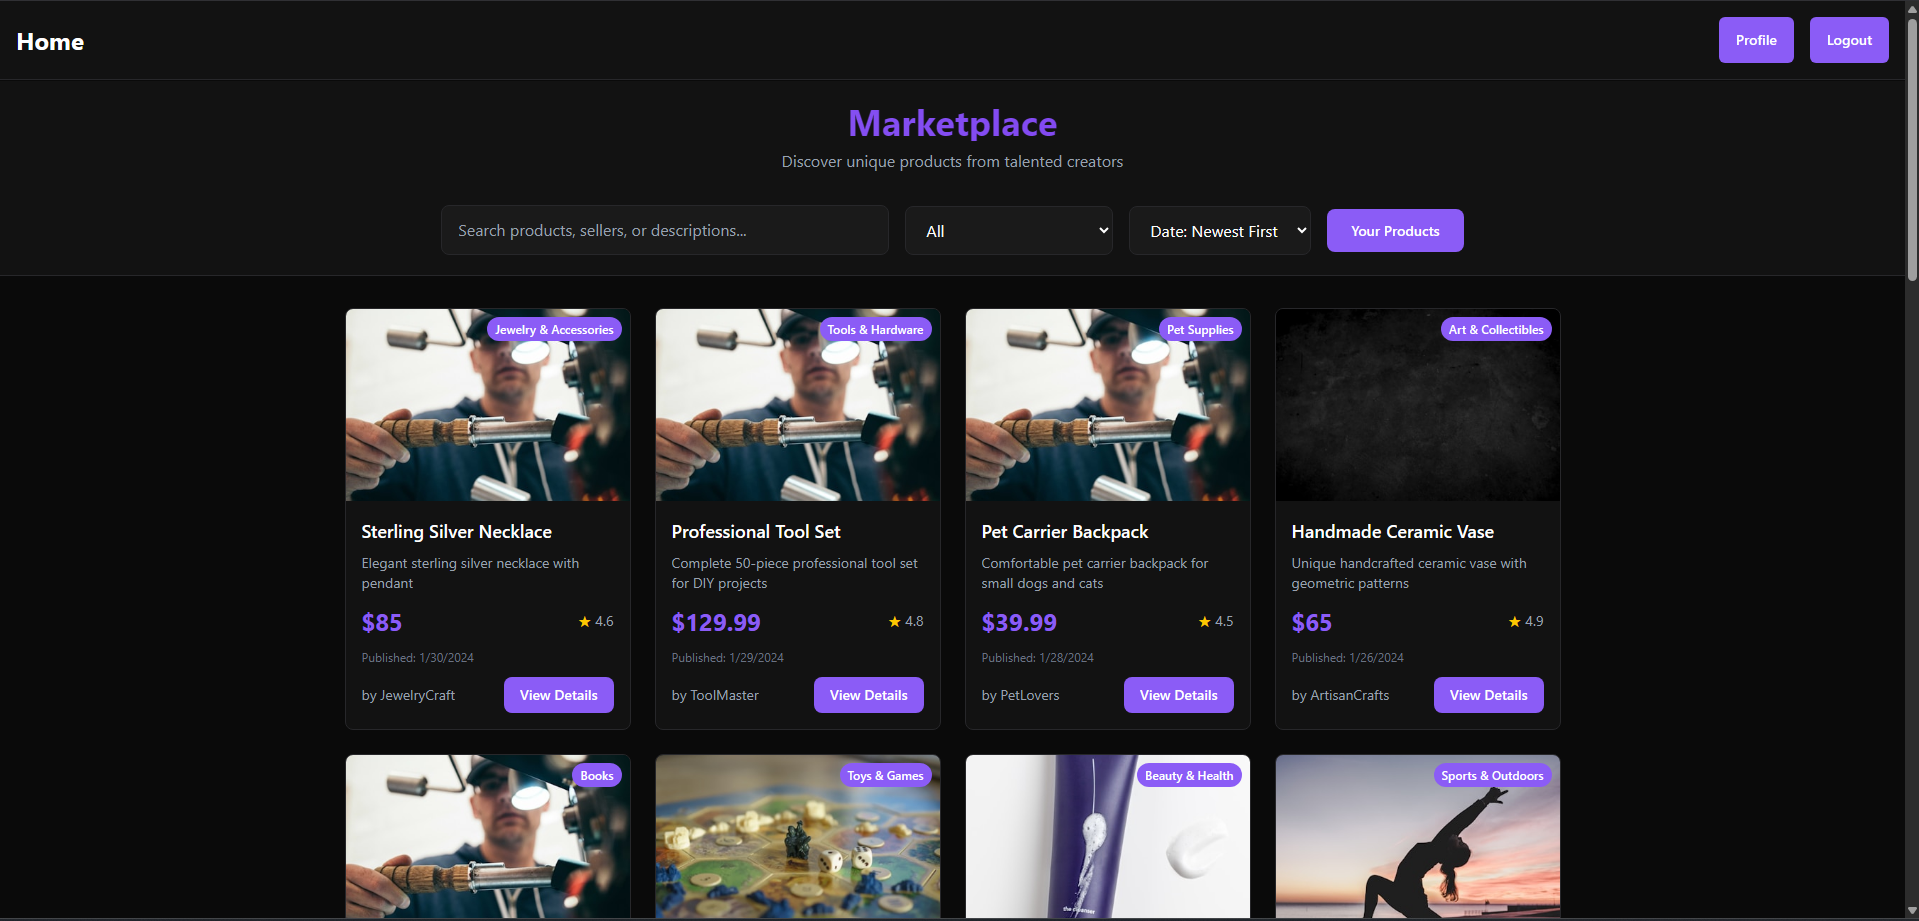 Home
Profile
Logout
Marketplace
Discover unique products from talented creators
Search products, sellers, or descriptions...
All
Date: Newest First
Your Products
Jewelry & Accessories
Tools & Hardware
Pet Supplies
Art & Collectibles
Sterling Silver Necklace
Elegant sterling silver necklace with
pendant
$85
★ 4.6
Published: 1/30/2024
by JewelryCraft
View Details
Professional Tool Set
Complete 50-piece professional tool set
for DIY projects
$129.99
★ 4.8
Published: 1/29/2024
by ToolMaster
View Details
Pet Carrier Backpack
Comfortable pet carrier backpack for
small dogs and cats
$39.99
★ 4.5
Published: 1/28/2024
by PetLovers
View Details
Handmade Ceramic Vase
Unique handcrafted ceramic vase with
geometric patterns
$65
★ 4.9
Published: 1/26/2024
by ArtisanCrafts
View Details
Books
Toys & Games
Beauty & Health
Sports & Outdoors